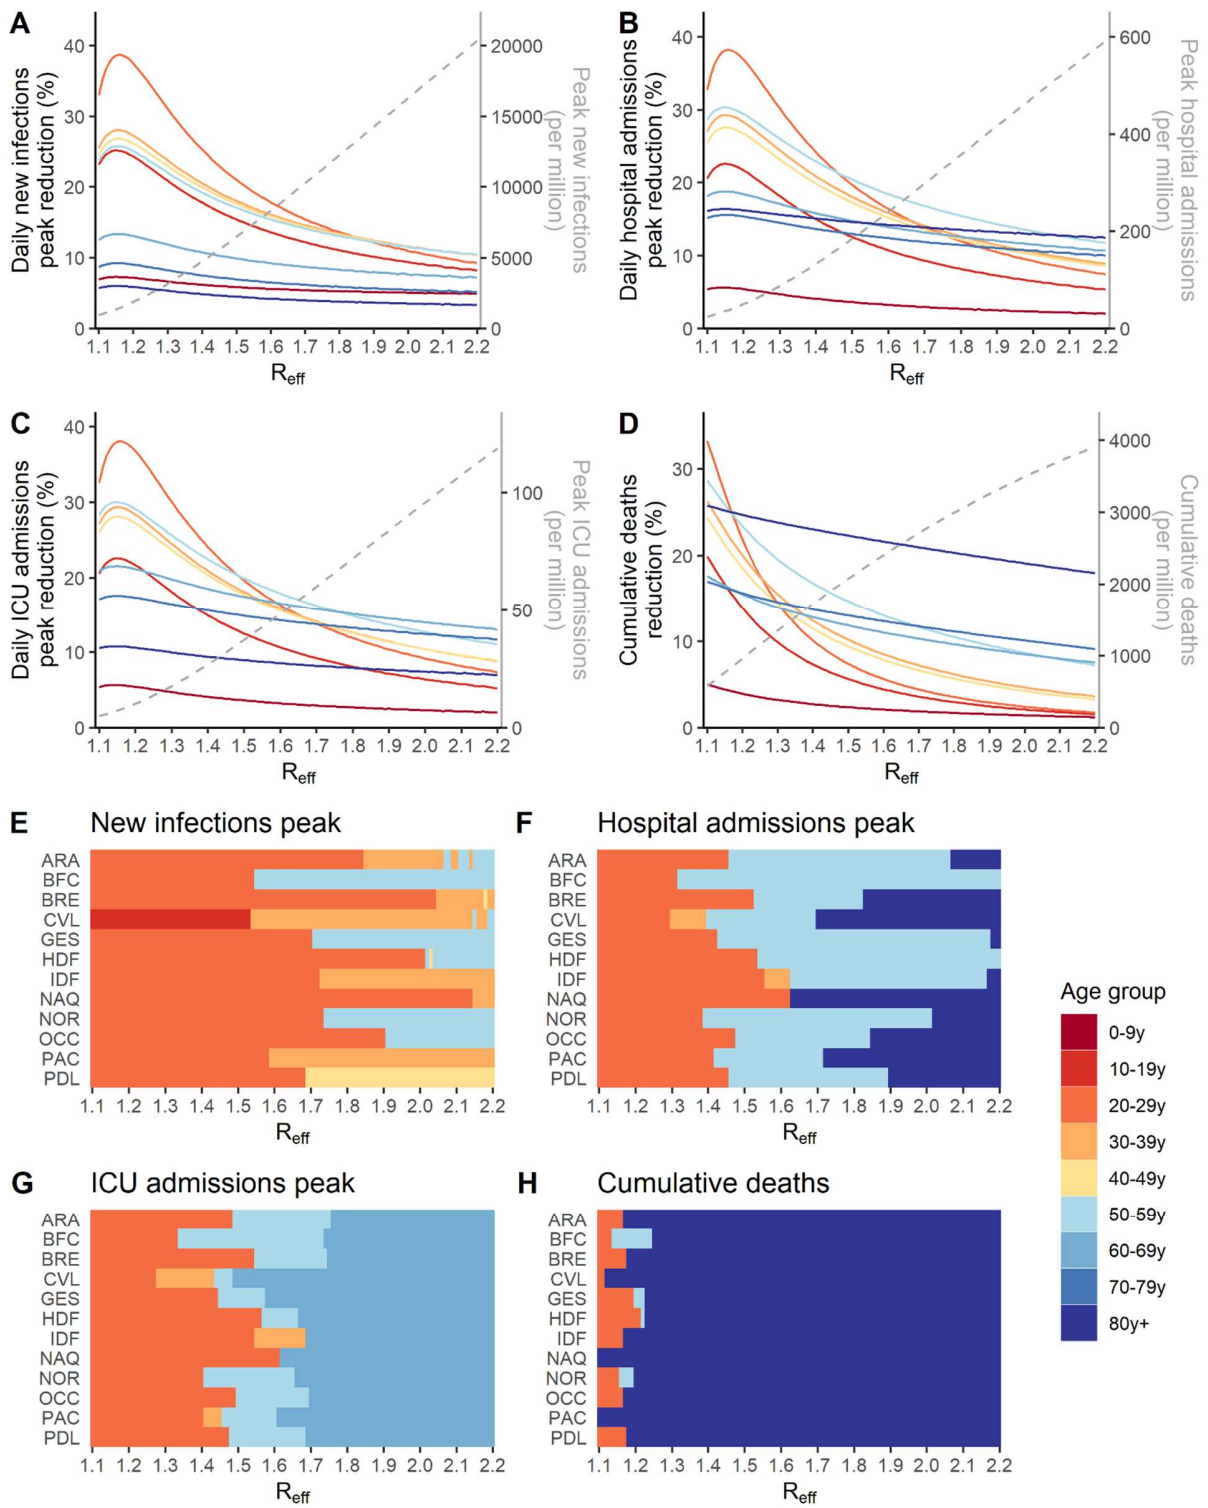 A
Daily new infections
peak reduction (%)
40
30
20
10
0
20000
15000
10000
5000
0
Peak new infections
(per million)
1.1 1.2 1.3 1.4 1.5 1.6 1.7 1.8 1.9 2.0 2.1 2.2
Reff
B
Daily hospital admissions
peak reduction (%)
40
30
20
10
0
600
400
200
0
Peak hospital admissions
(per million)
1.1 1.2 1.3 1.4 1.5 1.6 1.7 1.8 1.9 2.0 2.1 2.2
Reff
C
Daily ICU admissions
peak reduction (%)
40
30
20
10
0
100
50
0
Peak ICU admissions
(per million)
1.1 1.2 1.3 1.4 1.5 1.6 1.7 1.8 1.9 2.0 2.1 2.2
Reff
D
Cumulative deaths
reduction (%)
30
20
10
0
4000
3000
2000
1000
0
Cumulative deaths
(per million)
1.1 1.2 1.3 1.4 1.5 1.6 1.7 1.8 1.9 2.0 2.1 2.2
Reff
E New infections peak
ARA
BFC
BRE
CVL
GES
HDF
IDF
NAQ
NOR
OCC
PAC
PDL
1.1 1.2 1.3 1.4 1.5 1.6 1.7 1.8 1.9 2.0 2.1 2.2
Reff
F Hospital admissions peak
ARA
BFC
BRE
CVL
GES
HDF
IDF
NAQ
NOR
OCC
PAC
PDL
1.1 1.2 1.3 1.4 1.5 1.6 1.7 1.8 1.9 2.0 2.1 2.2
Reff
G ICU admissions peak
ARA
BFC
BRE
CVL
GES
HDF
IDF
NAQ
NOR
OCC
PAC
PDL
1.1 1.2 1.3 1.4 1.5 1.6 1.7 1.8 1.9 2.0 2.1 2.2
Reff
H Cumulative deaths
ARA
BFC
BRE
CVL
GES
HDF
IDF
NAQ
NOR
OCC
PAC
PDL
1.1 1.2 1.3 1.4 1.5 1.6 1.7 1.8 1.9 2.0 2.1 2.2
Reff
Age group
0-9y
10-19y
20-29y
30-39y
40-49y
50-59y
60-69y
70-79y
80y+